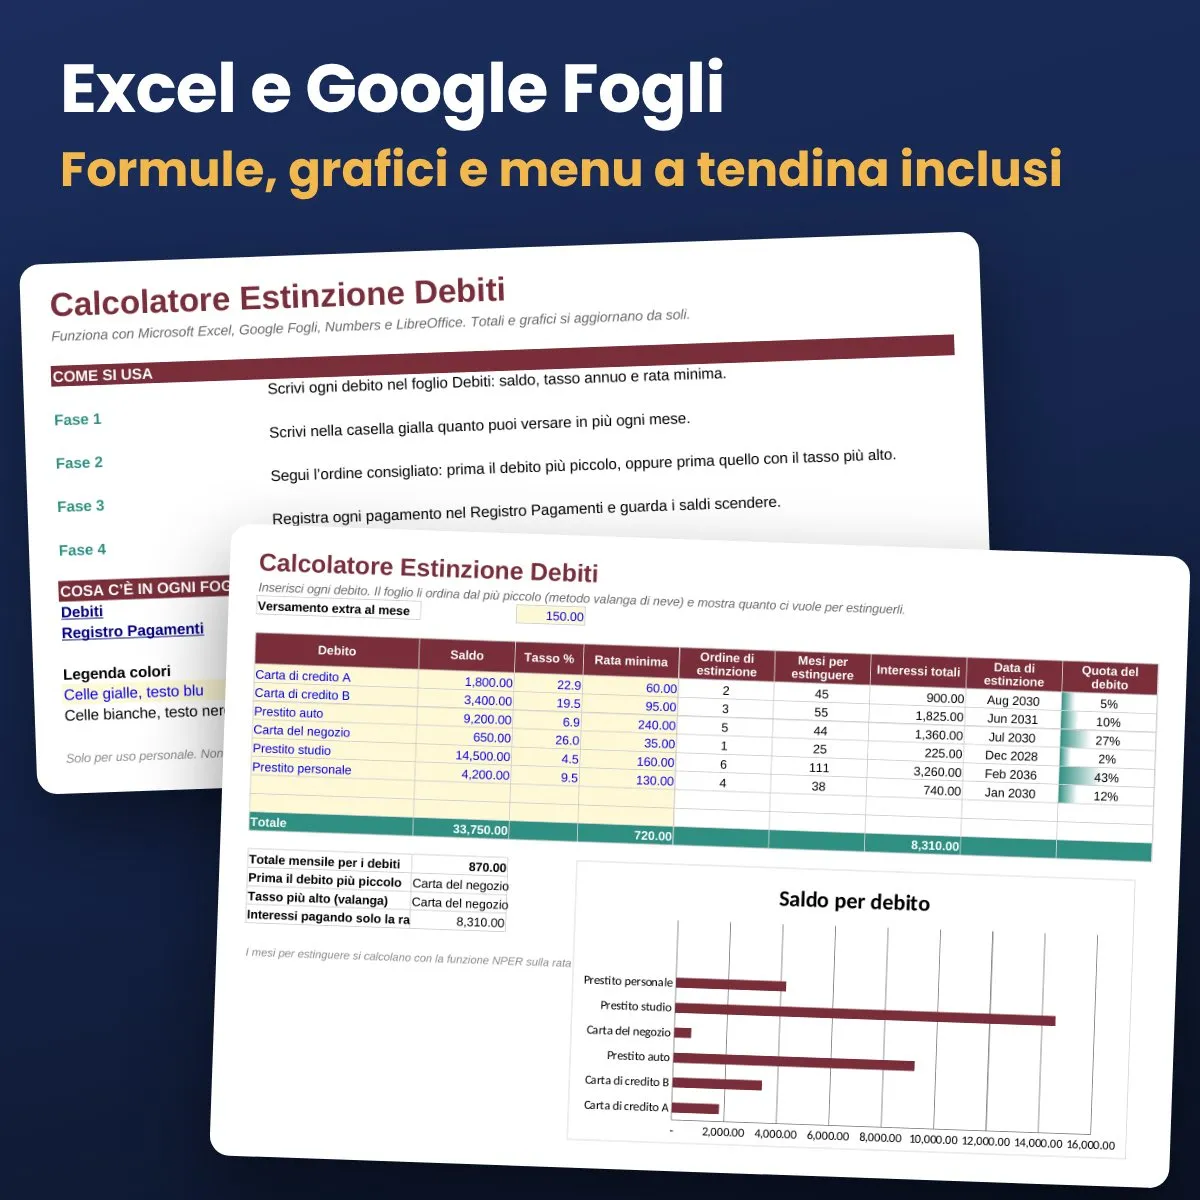 Excel e Google Fogli
Formule, grafici e menu a tendina inclusi
Calcolatore Estinzione Debiti
Funziona con Microsoft Excel, Google Fogli, Numbers e LibreOffice. Totali e grafici si aggiornano da soli.
COME SI USA
Scrivi ogni debito nel foglio Debiti: saldo, tasso annuo e rata minima.
Fase 1
Scrivi nella casella gialla quanto puoi versare in più ogni mese.
Fase 2
Segui l’ordine consigliato: prima il debito più piccolo, oppure prima quello con il tasso più alto.
Fase 3
Registra ogni pagamento nel Registro Pagamenti e guarda i saldi scendere.
Fase 4
COSA C’È IN OGNI FOG
Debiti
Registro Pagamenti
Legenda colori
Celle gialle, testo blu
Celle bianche, testo ner
Solo per uso personale. Non
Calcolatore Estinzione Debiti
Inserisci ogni debito. Il foglio li ordina dal più piccolo (metodo valanga di neve) e mostra quanto ci vuole per estinguerli.
Versamento extra al mese 150.00
Debito Saldo Tasso % Rata minima Ordine di estinzione Mesi per estinguere Interessi totali Data di estinzione Quota del debito
Carta di credito A 1,800.00 22.9 60.00 2 45 900.00 Aug 2030 5%
Carta di credito B 3,400.00 19.5 95.00 3 55 1,825.00 Jun 2031 10%
Prestito auto 9,200.00 6.9 240.00 5 44 1,360.00 Jul 2030 27%
Carta del negozio 650.00 26.0 35.00 1 25 225.00 Dec 2028 2%
Prestito studio 14,500.00 4.5 160.00 6 111 3,260.00 Feb 2036 43%
Prestito personale 4,200.00 9.5 130.00 4 38 740.00 Jan 2030 12%
Totale 33,750.00 720.00 8,310.00
Totale mensile per i debiti 870.00
Prima il debito più piccolo Carta del negozio
Tasso più alto (valanga) Carta del negozio
Interessi pagando solo la ra 8,310.00
I mesi per estinguere si calcolano con la funzione NPER sulla rata
Saldo per debito
Prestito personale
Prestito studio
Carta del negozio
Prestito auto
Carta di credito B
Carta di credito A
- 2,000.00 4,000.00 6,000.00 8,000.00 10,000.00 12,000.00 14,000.00 16,000.00